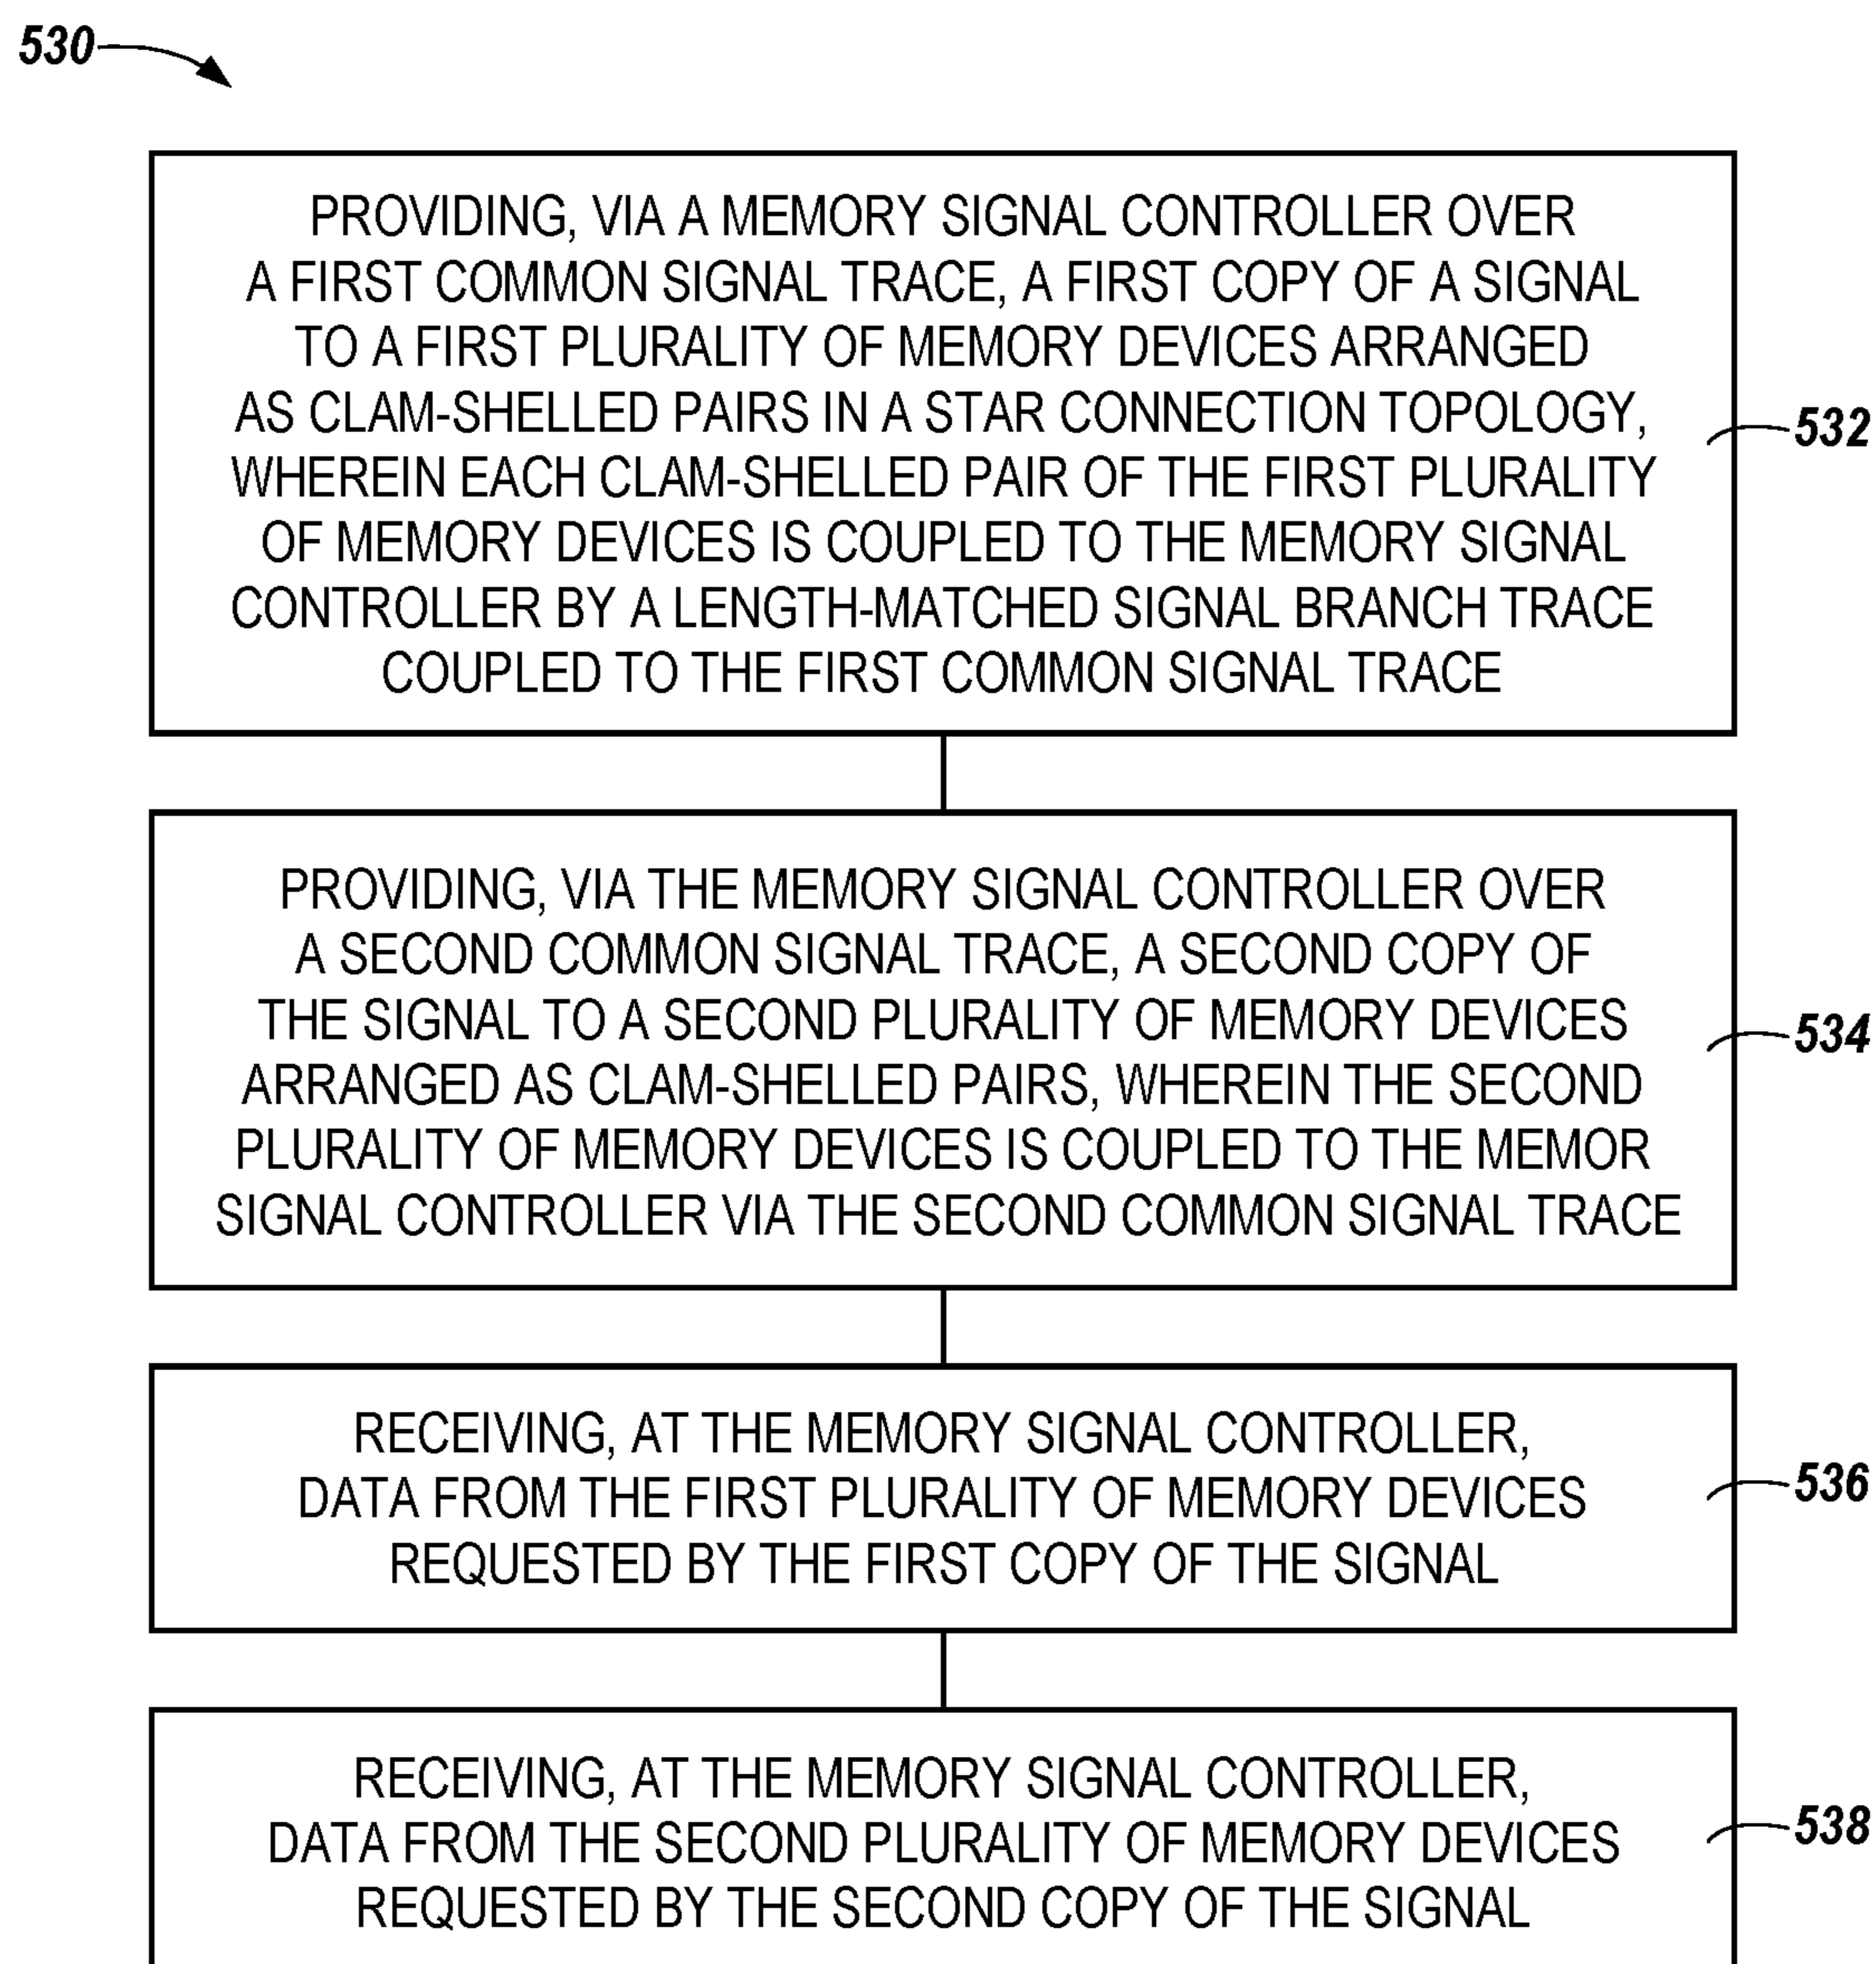 530
PROVIDING, VIA A MEMORY SIGNAL CONTROLLER OVER
A FIRST COMMON SIGNAL TRACE, A FIRST COPY OF A SIGNAL
TO A FIRST PLURALITY OF MEMORY DEVICES ARRANGED
AS CLAM-SHELLED PAIRS IN A STAR CONNECTION TOPOLOGY,
WHEREIN EACH CLAM-SHELLED PAIR OF THE FIRST PLURALITY
OF MEMORY DEVICES IS COUPLED TO THE MEMORY SIGNAL
CONTROLLER BY A LENGTH-MATCHED SIGNAL BRANCH TRACE
COUPLED TO THE FIRST COMMON SIGNAL TRACE
532
PROVIDING, VIA THE MEMORY SIGNAL CONTROLLER OVER
A SECOND COMMON SIGNAL TRACE, A SECOND COPY OF
THE SIGNAL TO A SECOND PLURALITY OF MEMORY DEVICES
ARRANGED AS CLAM-SHELLED PAIRS, WHEREIN THE SECOND
PLURALITY OF MEMORY DEVICES IS COUPLED TO THE MEMOR
SIGNAL CONTROLLER VIA THE SECOND COMMON SIGNAL TRACE
534
RECEIVING, AT THE MEMORY SIGNAL CONTROLLER,
DATA FROM THE FIRST PLURALITY OF MEMORY DEVICES
REQUESTED BY THE FIRST COPY OF THE SIGNAL
536
RECEIVING, AT THE MEMORY SIGNAL CONTROLLER,
DATA FROM THE SECOND PLURALITY OF MEMORY DEVICES
REQUESTED BY THE SECOND COPY OF THE SIGNAL
538